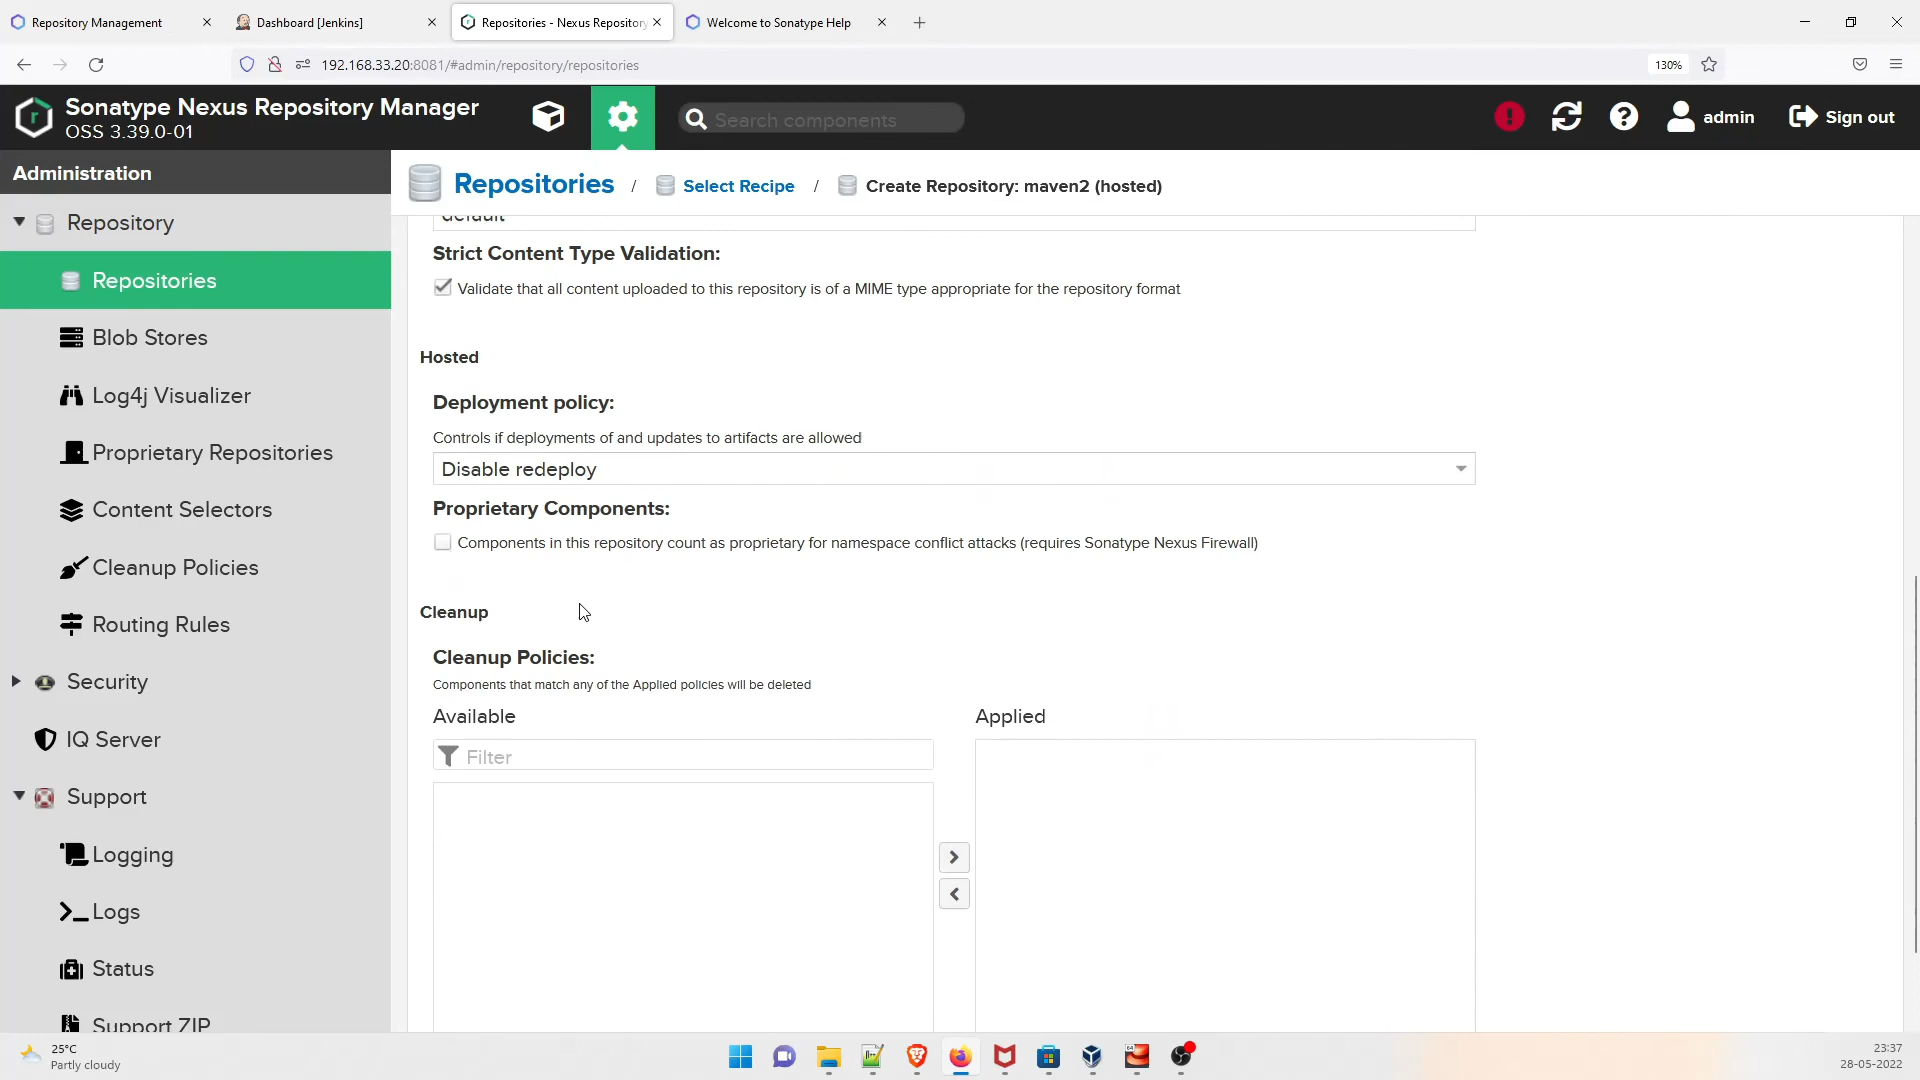 Repository Management
Dashboard [Jenkins]
Repositories - Nexus Repository
Welcome to Sonatype Help
192.168.33.20:8081/#admin/repository/repositories
130%
Sonatype Nexus Repository Manager
OSS 3.39.0-01
Search components
admin
Sign out
Administration
Repositories / Select Recipe / Create Repository: maven2 (hosted)
Repository
Repositories
Blob Stores
Log4j Visualizer
Proprietary Repositories
Content Selectors
Cleanup Policies
Routing Rules
Security
IQ Server
Support
Logging
Logs
Status
Support ZIP
default
Strict Content Type Validation:
Validate that all content uploaded to this repository is of a MIME type appropriate for the repository format
Hosted
Deployment policy:
Controls if deployments of and updates to artifacts are allowed
Disable redeploy
Proprietary Components:
Components in this repository count as proprietary for namespace conflict attacks (requires Sonatype Nexus Firewall)
Cleanup
Cleanup Policies:
Components that match any of the Applied policies will be deleted
Available
Applied
Filter
25°C
Partly cloudy
23:37
28-05-2022